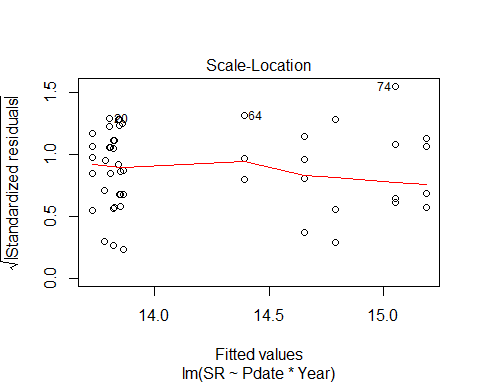 Scale-Location
√|Standardized residuals|
1.5
1.0
0.5
0.0
74
64
20
14.0 14.5 15.0
Fitted values
lm(SR ~ Pdate * Year)